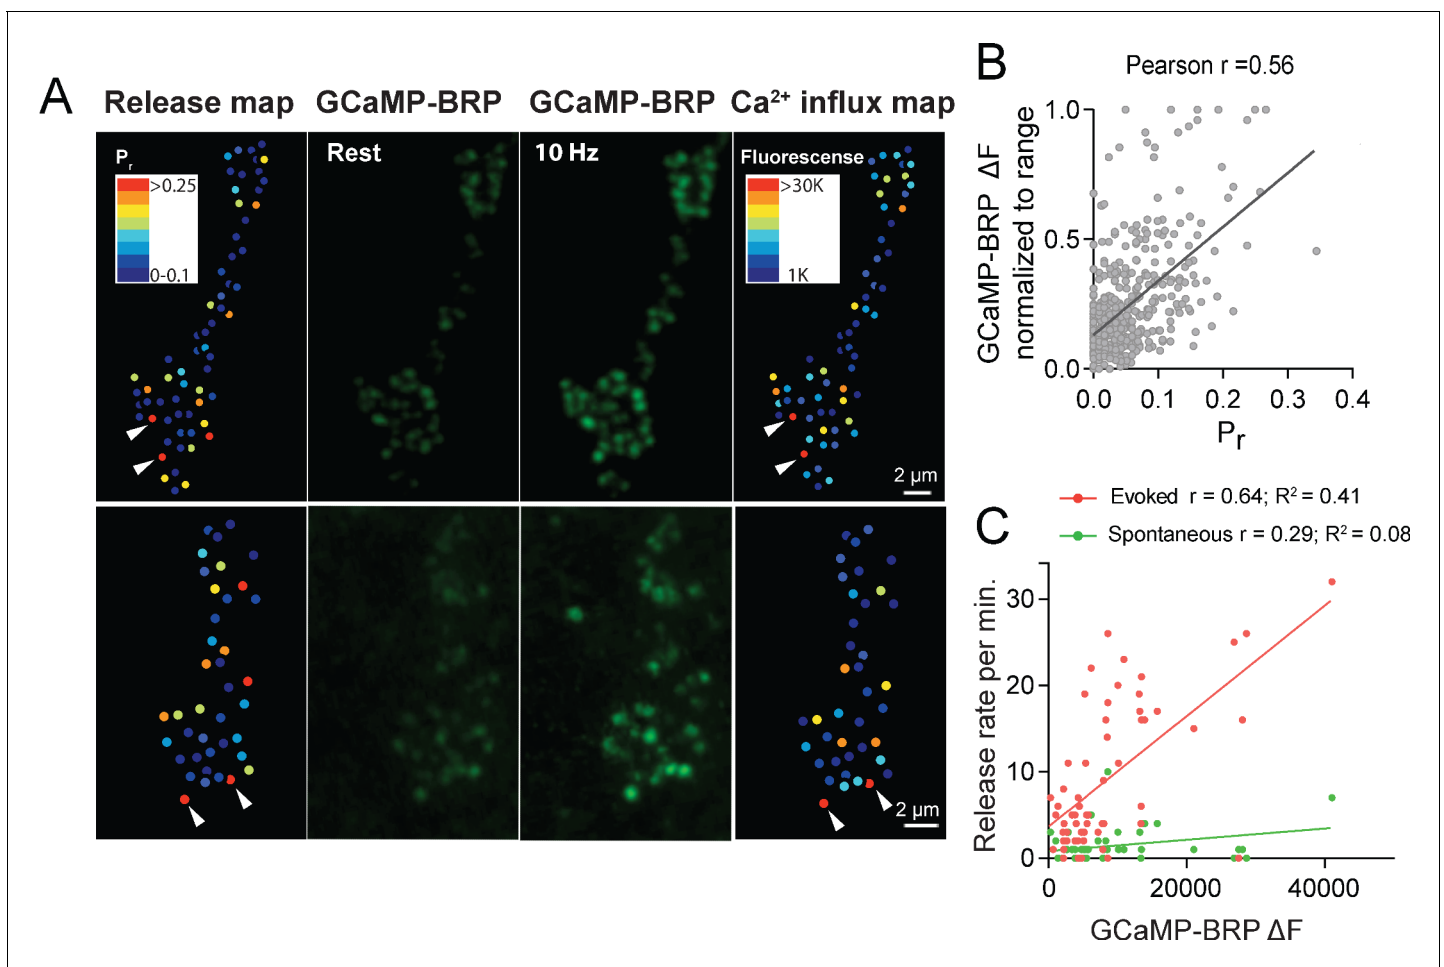 A
Release map
GCaMP-BRP
GCaMP-BRP
Ca²⁺ influx map
Pr
>0.25
0-0.1
Rest
10 Hz
Fluorescense
>30K
1K
2 µm
2 µm
B
Pearson r =0.56
GCaMP-BRP ΔF
normalized to range
1.0
0.5
0.0
0.0 0.1 0.2 0.3 0.4
Pr
C
Evoked r = 0.64; R² = 0.41
Spontaneous r = 0.29; R² = 0.08
Release rate per min.
30
20
10
0
0 20000 40000
GCaMP-BRP ΔF